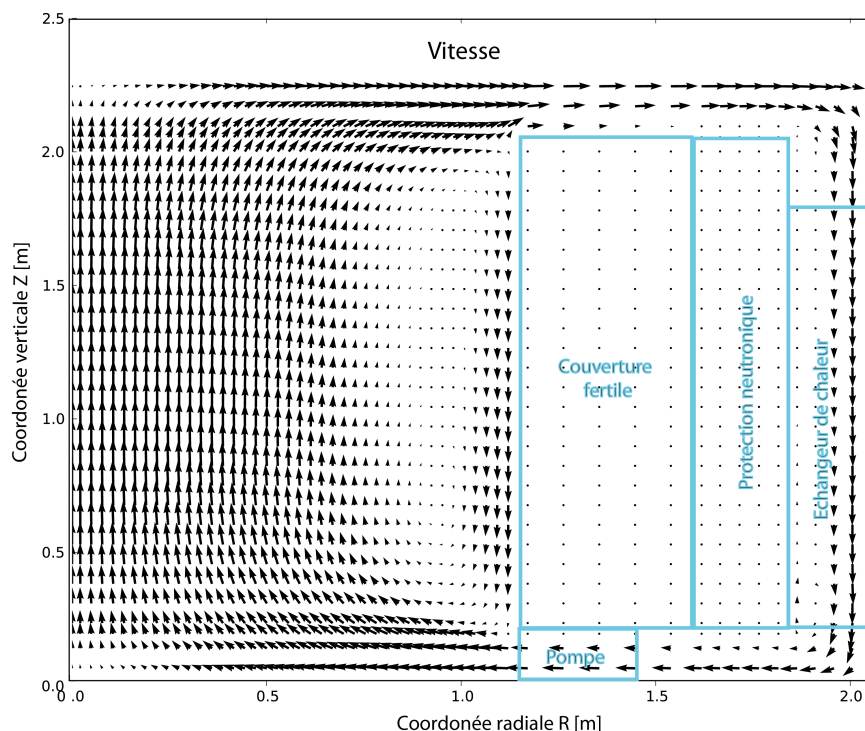 2.5
Vitesse
2.0
1.5
1.0
0.5
0.0
Coordonée verticale Z [m]
Couverture
fertile
Protection neutronique
Echangeur de chaleur
Pompe
0.0
0.5
1.0
1.5
2.0
Coordonée radiale R [m]